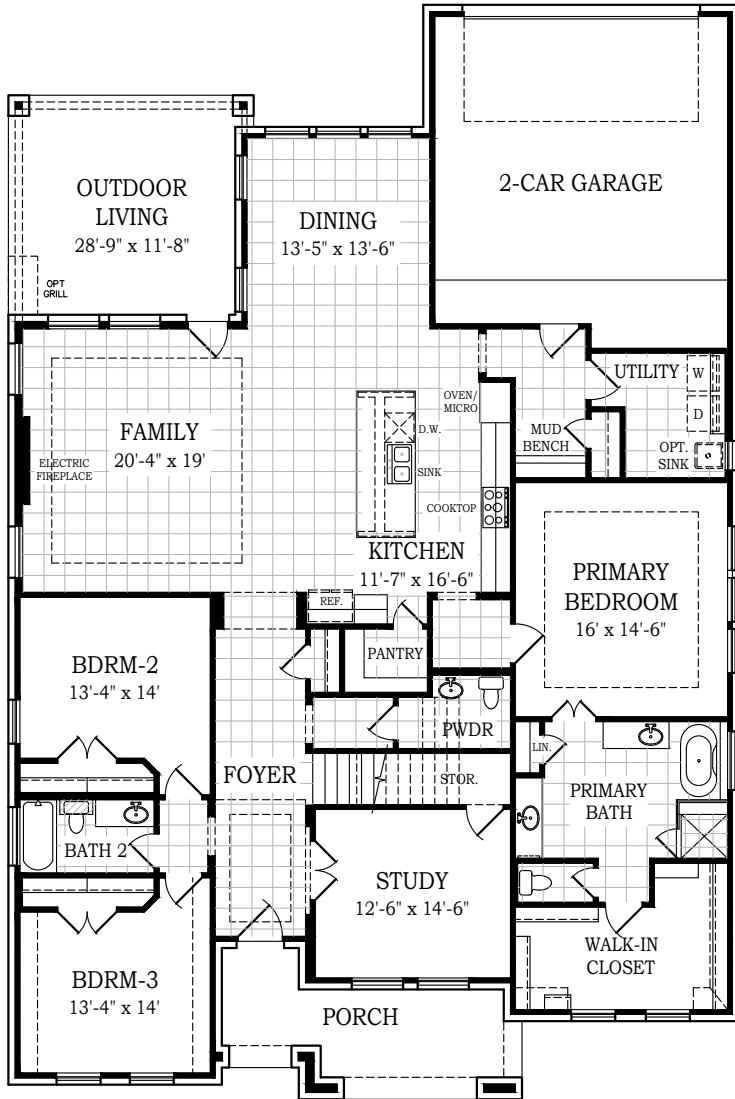 2-CAR GARAGE
OUTDOOR
LIVING
28'-9" x 11'-8"
OPT
GRILL
DINING
13'-5" x 13'-6"
UTILITY
W
D
OPT.
SINK
OVEN/
MICRO
D.W.
SINK
MUD
BENCH
FAMILY
20'-4" x 19'
ELECTRIC
FIREPLACE
COOKTOP
KITCHEN
11'-7" x 16'-6"
REF.
PANTRY
PRIMARY
BEDROOM
16' x 14'-6"
BDRM-2
13'-4" x 14'
PWDR
LIN.
FOYER
STOR.
PRIMARY
BATH
BATH 2
STUDY
12'-6" x 14'-6"
WALK-IN
CLOSET
BDRM-3
13'-4" x 14'
PORCH